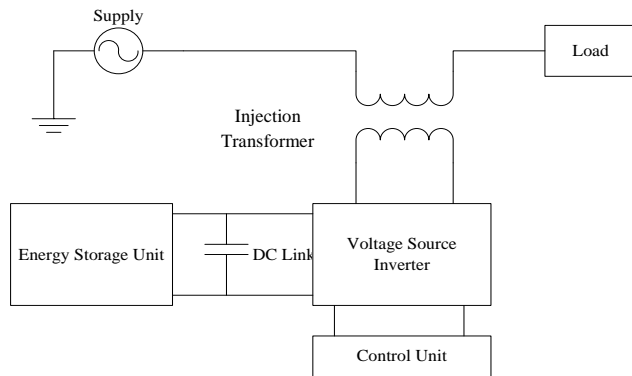 Supply
Load
Injection
Transformer
Energy Storage Unit
DC Link
Voltage Source
Inverter
Control Unit